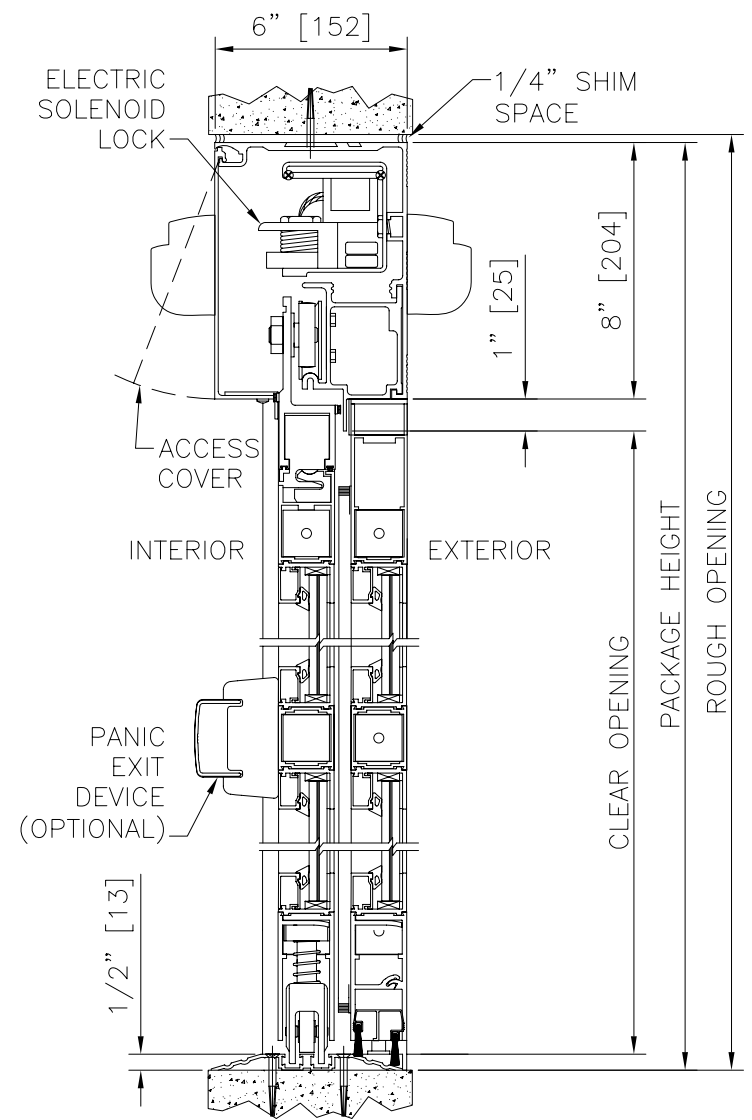 6” [152]
ELECTRIC
SOLENOID
LOCK
1/4” SHIM
SPACE
1” [25]
8” [204]
ACCESS
COVER
INTERIOR
EXTERIOR
CLEAR OPENING
PACKAGE HEIGHT
ROUGH OPENING
PANIC
EXIT
DEVICE
(OPTIONAL)
1/2” [13]